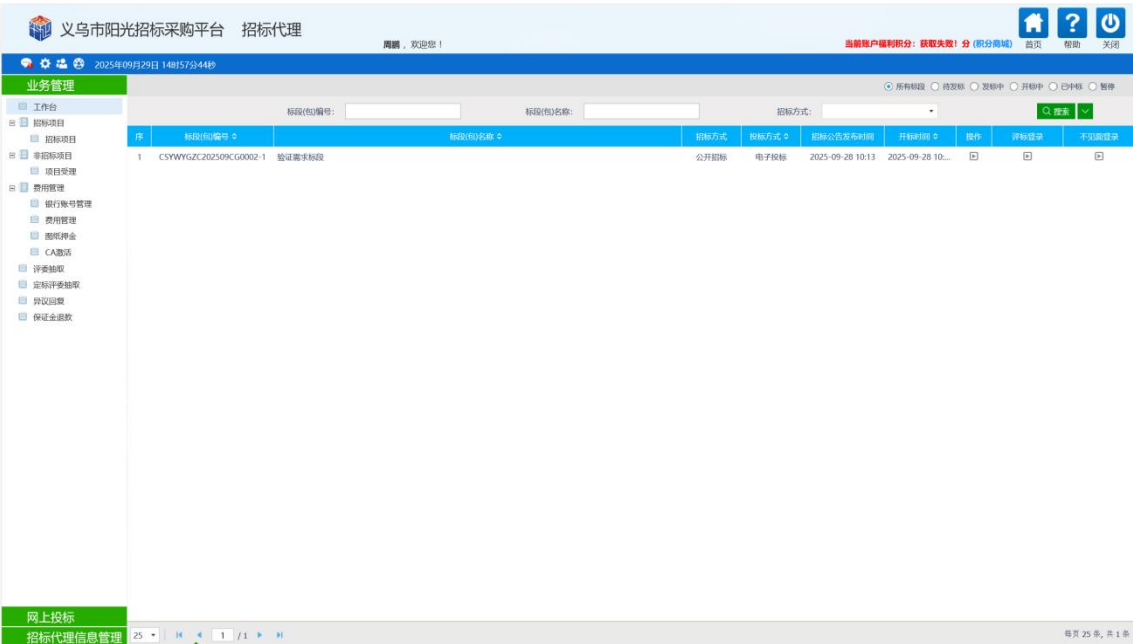 义乌市阳光招标采购平台 招标代理
周鹏，欢迎您！
当前账户福利积分：获取失败！分 (积分商城)
首页 帮助 关闭
2025年09月29日 14时57分44秒
业务管理
所有标段 待发标 发标中 开标中 已中标 暂停
工作台
标段(包)编号： 标段(包)名称： 招标方式： 搜索
招标项目
招标项目
非招标项目
项目受理
费用管理
银行账号管理
费用管理
图纸押金
CA激活
评委抽取
定标评委抽取
异议回复
保证金退款
序 标段(包)编号 标段(包)名称 招标方式 投标方式 招标公告发布时间 开标时间 操作 评标登录 不见面登录
1 CSYWYGZC202509CG0002-1 验证需求标段 公开招标 电子投标 2025-09-28 10:13 2025-09-28 10:...
网上投标
招标代理信息管理
25 1 / 1
每页 25 条, 共 1 条